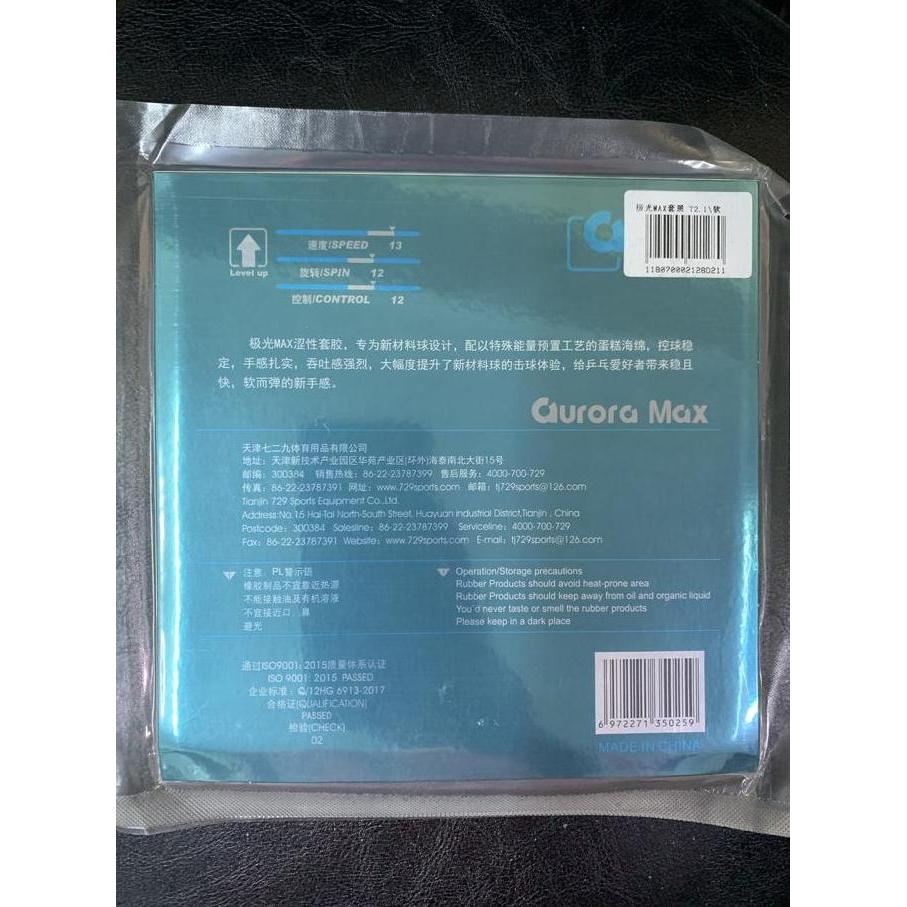 极光MAX套黑 T2.1\软
11B070002128D211
速度/SPEED 13
旋转/SPIN 12
控制/CONTROL 12
Level up
极光MAX涩性套胶，专为新材料球设计，配以特殊能量预置工艺的蛋糕海绵，控球稳
定，手感扎实，吞吐感强烈，大幅度提升了新材料球的击球体验，给乒乓爱好者带来稳且
快，软而弹的新手感。
aurora Max
天津七二九体育用品有限公司
地址：天津新技术产业园区华苑产业区(环外)海泰南北大街15号
邮编：300384 销售热线：86-22-23787399 售后服务：4000-700-729
传真：86-22-23787391 网址：www.729sports.com 邮箱：tj729sports@126.com
Tianjin 729 Sports Equipment Co.,Ltd.
Address:No.15 Hai-Tai North-South Street, Huayuan industrial District,Tianjin , China
Postcode: 300384 Salesline: 86-22-23787399 Serviceline: 4000-700-729
Fax: 86-22-23787391 Website: www.729sports.com E-mail: tj729sports@126.com
注意，PL警示语
橡胶制品不宜靠近热源
不能接触油及有机溶液
不宜接近口、鼻
避光
Operation/Storage precautions
Rubber Products should avoid heat-prone area
Rubber Products should keep away from oil and organic liquid
You'd never taste or smell the rubber products
Please keep in a dark place
通过ISO9001: 2015质量体系认证
ISO 9001: 2015 PASSED
企业标准：Q/12HG 6913-2017
合格证(QUALIFICATION)
PASSED
检验(CHECK)
02
6 972271 350259
MADE IN CHINA